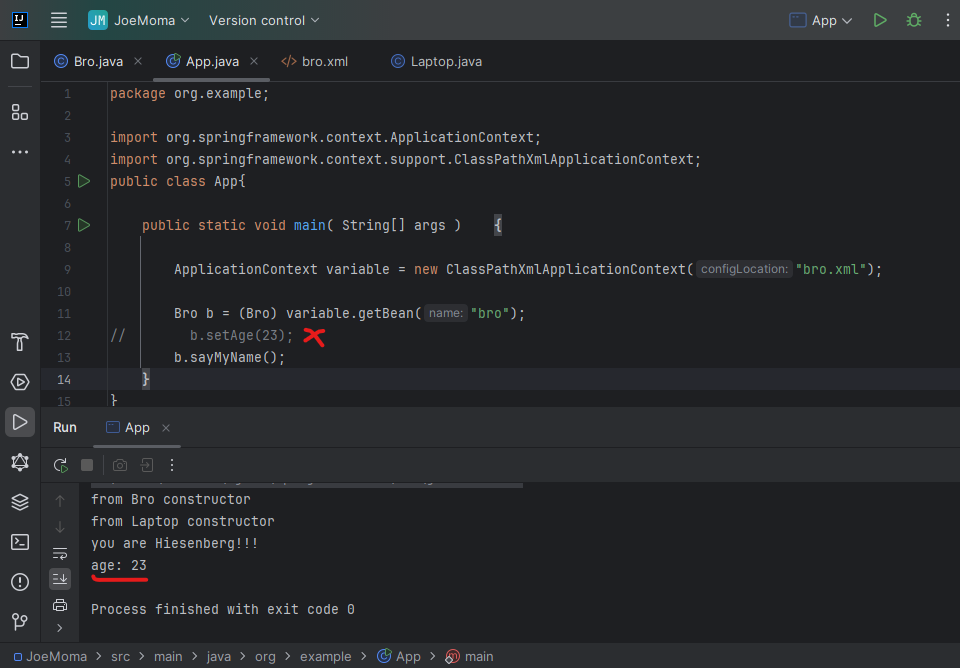 JM JoeMoma Version control App
Bro.java App.java bro.xml Laptop.java
1 package org.example;
2
3 import org.springframework.context.ApplicationContext;
4 import org.springframework.context.support.ClassPathXmlApplicationContext;
5 public class App{
6
7 public static void main( String[] args ) {
8
9 ApplicationContext variable = new ClassPathXmlApplicationContext( configLocation: "bro.xml");
10
11 Bro b = (Bro) variable.getBean( name: "bro");
12 // b.setAge(23);
13 b.sayMyName();
14 }
15 }
Run App
from Bro constructor
from Laptop constructor
you are Hiesenberg!!!
age: 23
Process finished with exit code 0
JoeMoma > src > main > java > org > example > App > main